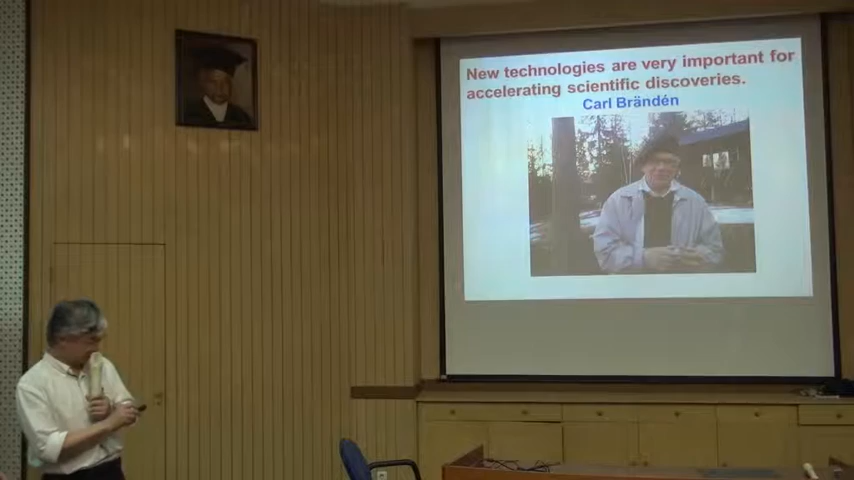 New technologies are very important for
accelerating scientific discoveries.
Carl Brändén